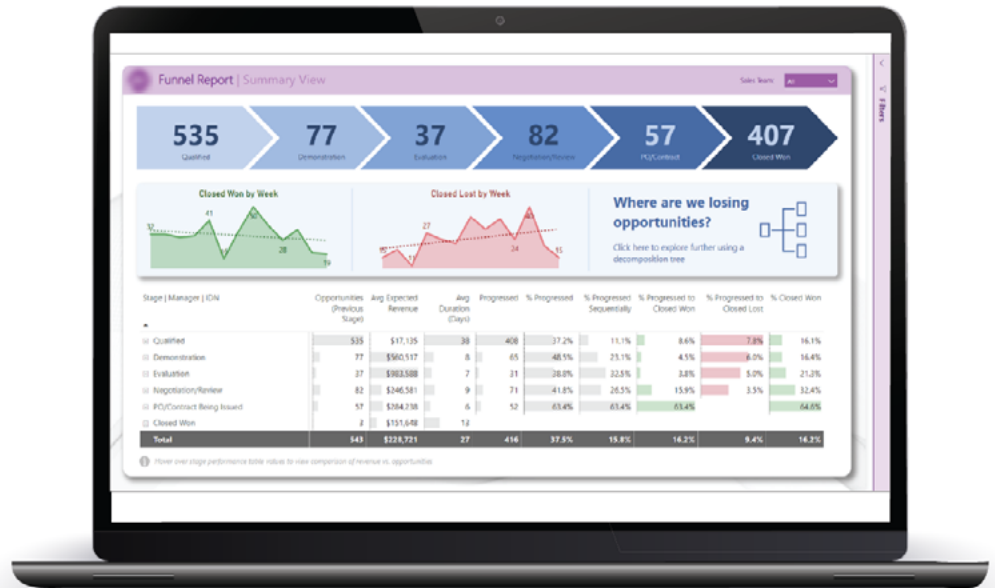 Funnel Report | Summary View
Sales Team
All
Filters
535
77
37
82
57
407
Qualified
Demonstration
Evaluation
Negotiation/Review
PO/Contract
Closed Won
Closed Won by Week
37
41
28
19
Closed Lost by Week
27
11
24
15
Where are we losing
opportunities?
Click here to explore further using a
decomposition tree
Stage | Manager | IDN
Opportunities (Previous Stage)
Avg Expected Revenue
Avg Duration (Days)
Progressed
% Progressed
% Progressed Sequentially
% Progressed to Closed Won
% Progressed to Closed Lost
% Closed Won
Qualified 535 $17,135 38 408 37.2% 11.1% 8.6% 7.8% 16.1%
Demonstration 77 $560,517 8 65 48.5% 23.1% 4.5% 6.0% 16.4%
Evaluation 37 $983,588 7 31 38.8% 32.5% 3.8% 5.0% 21.3%
Negotiation/Review 82 $246,581 9 71 41.8% 26.5% 15.9% 3.5% 32.4%
PO/Contract Being Issued 57 $284,238 6 52 63.4% 63.4% 63.4% 64.6%
Closed Won 3 $151,648 13
Total 543 $228,721 27 416 37.5% 15.8% 16.2% 9.4% 16.2%
Hover over stage performance table values to view comparison of revenue vs. opportunities